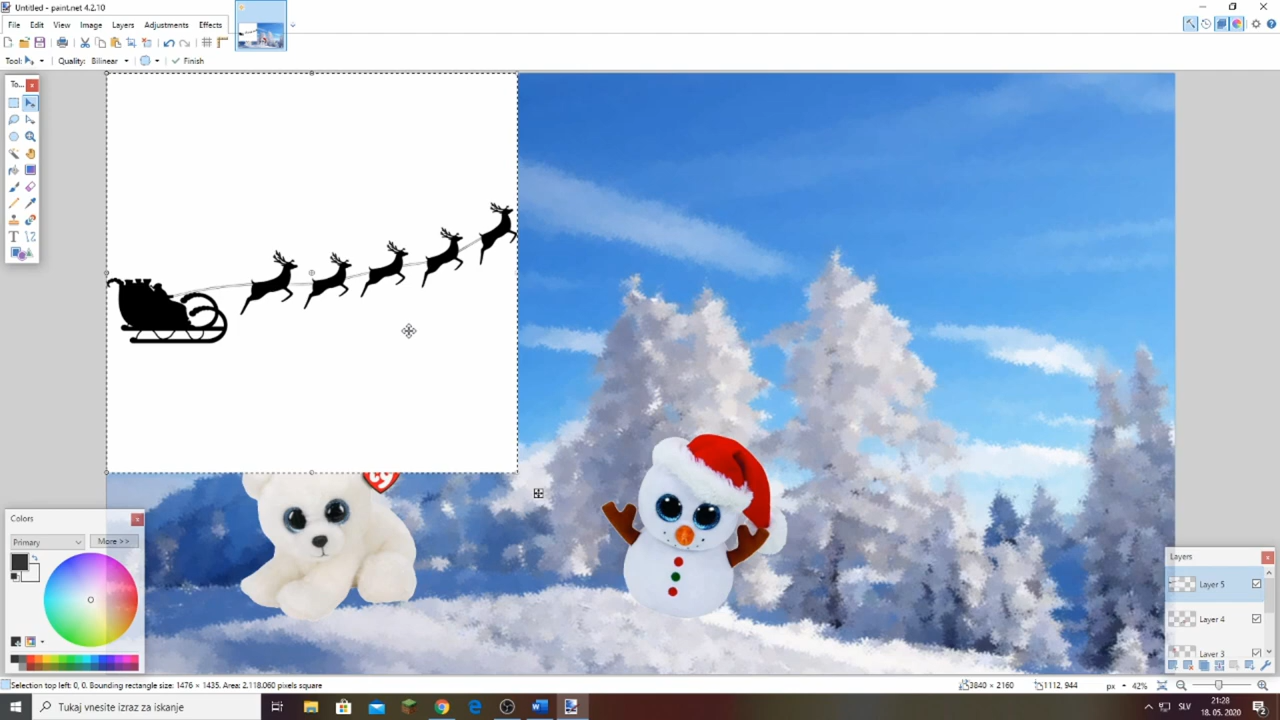 Untitled - paint.net 4.2.10
File Edit View Image Layers Adjustments Effects
Tool: Quality: Bilinear Finish
To...
ty
Colors
Primary More >>
Layers
Layer 5
Layer 4
Layer 3
Selection top left: 0, 0. Bounding rectangle size: 1476 × 1435. Area: 2,118.060 pixels square 3840 × 2160 1112, 944 px 42%
Tukaj vnesite izraz za iskanje
SLV
21:28
18. 05. 2020
2